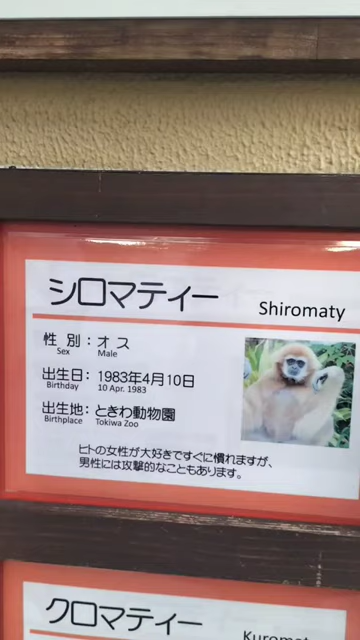 シロマティー Shiromaty
性別：オス
Sex Male
出生日：1983年4月10日
Birthday 10 Apr. 1983
出生地：ときわ動物園
Birthplace Tokiwa Zoo
ヒトの女性が大好きですぐに慣れますが、
男性には攻撃的なこともあります。
クロマティー